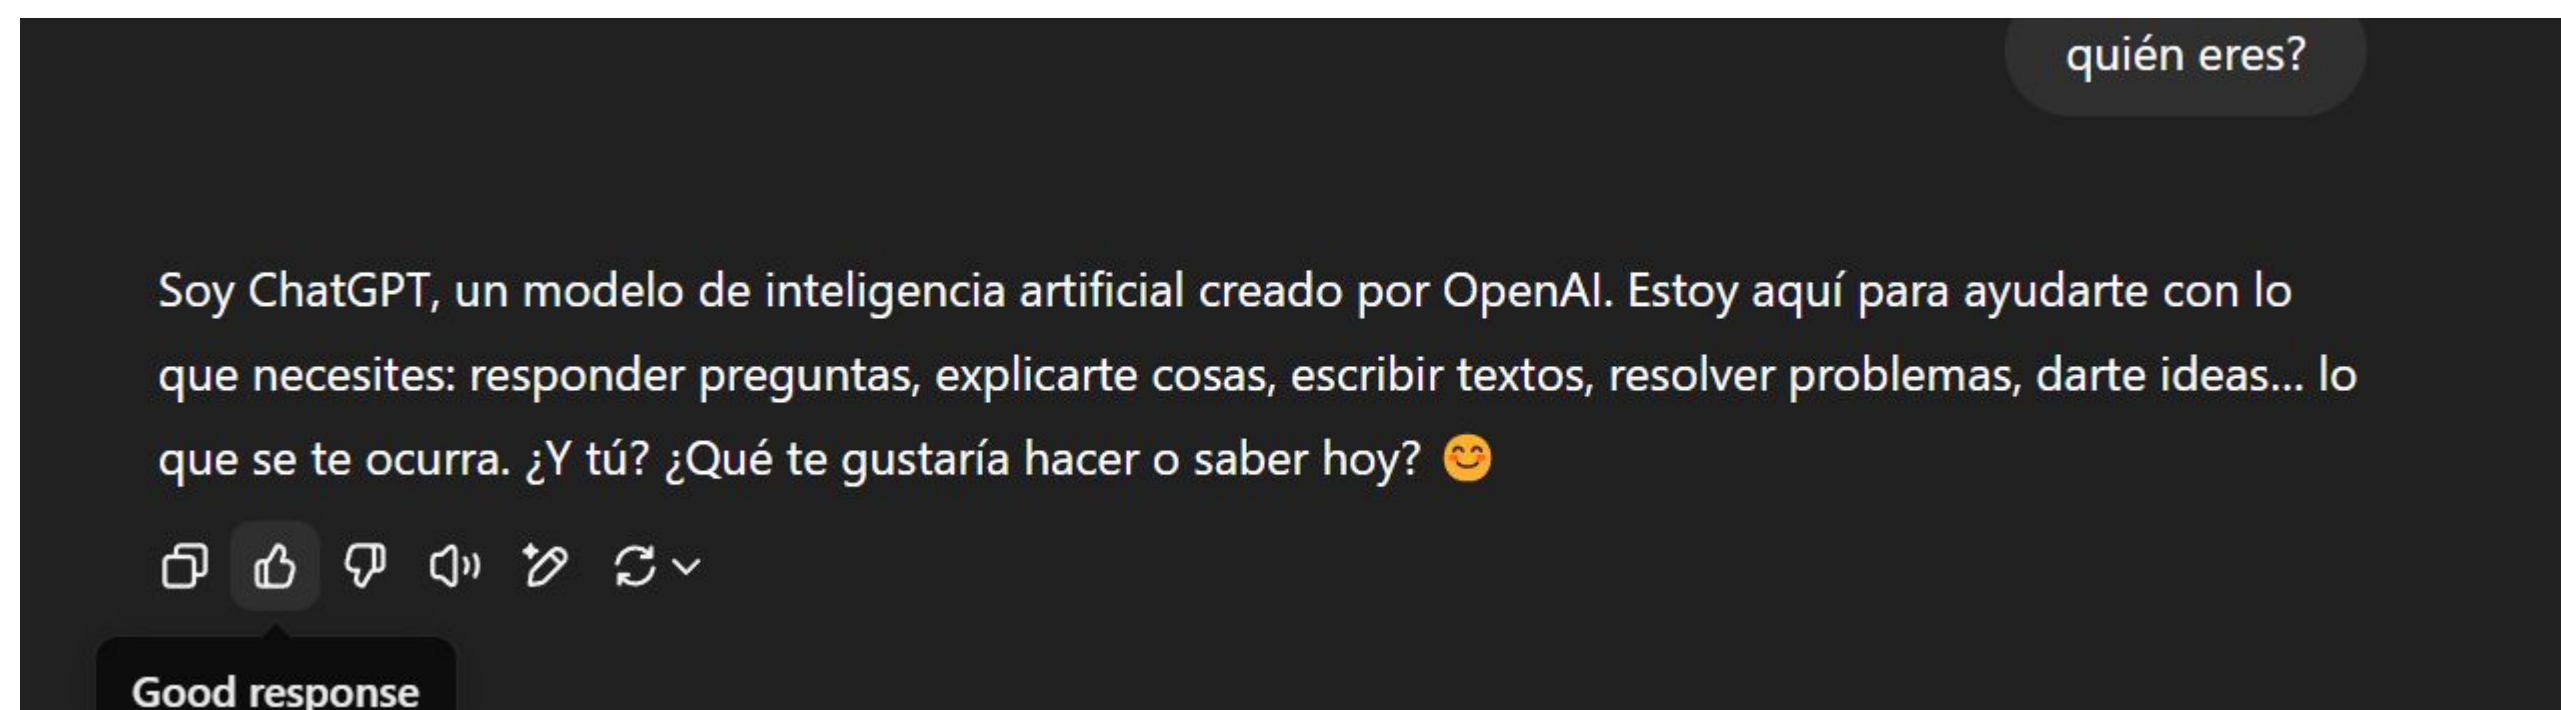 quién eres?
Soy ChatGPT, un modelo de inteligencia artificial creado por OpenAI. Estoy aquí para ayudarte con lo
que necesites: responder preguntas, explicarte cosas, escribir textos, resolver problemas, darte ideas... lo
que se te ocurra. ¿Y tú? ¿Qué te gustaría hacer o saber hoy? 😊
Good response